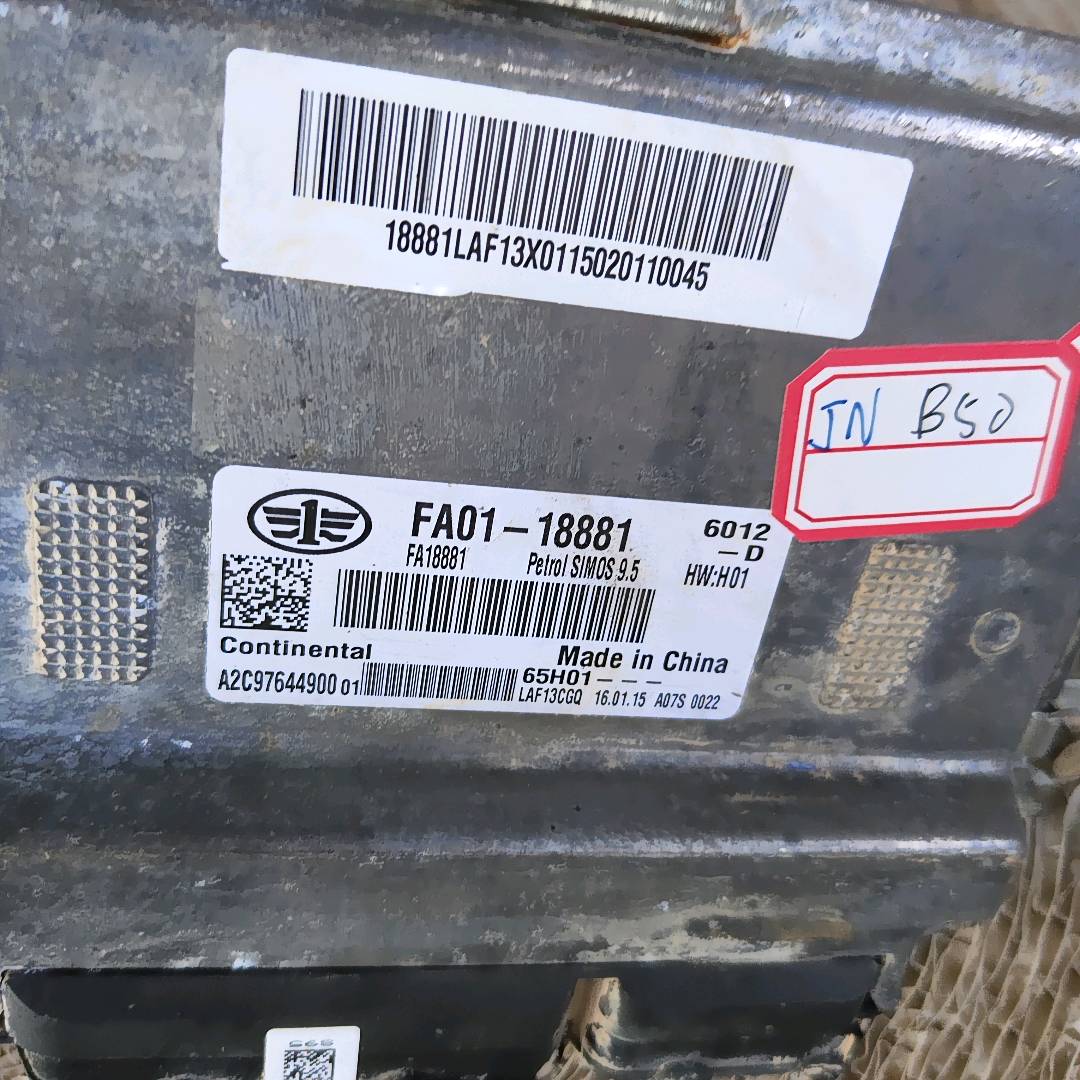 18881LAF13X0115020110045
JN B50
1
FA01-18881
6012
-D
FA18881
Petrol SIMOS 9.5
HW:H01
Continental
Made in China
A2C97644900 01
65H01---
LAF13CGQ 16.01.15 A07S 0022